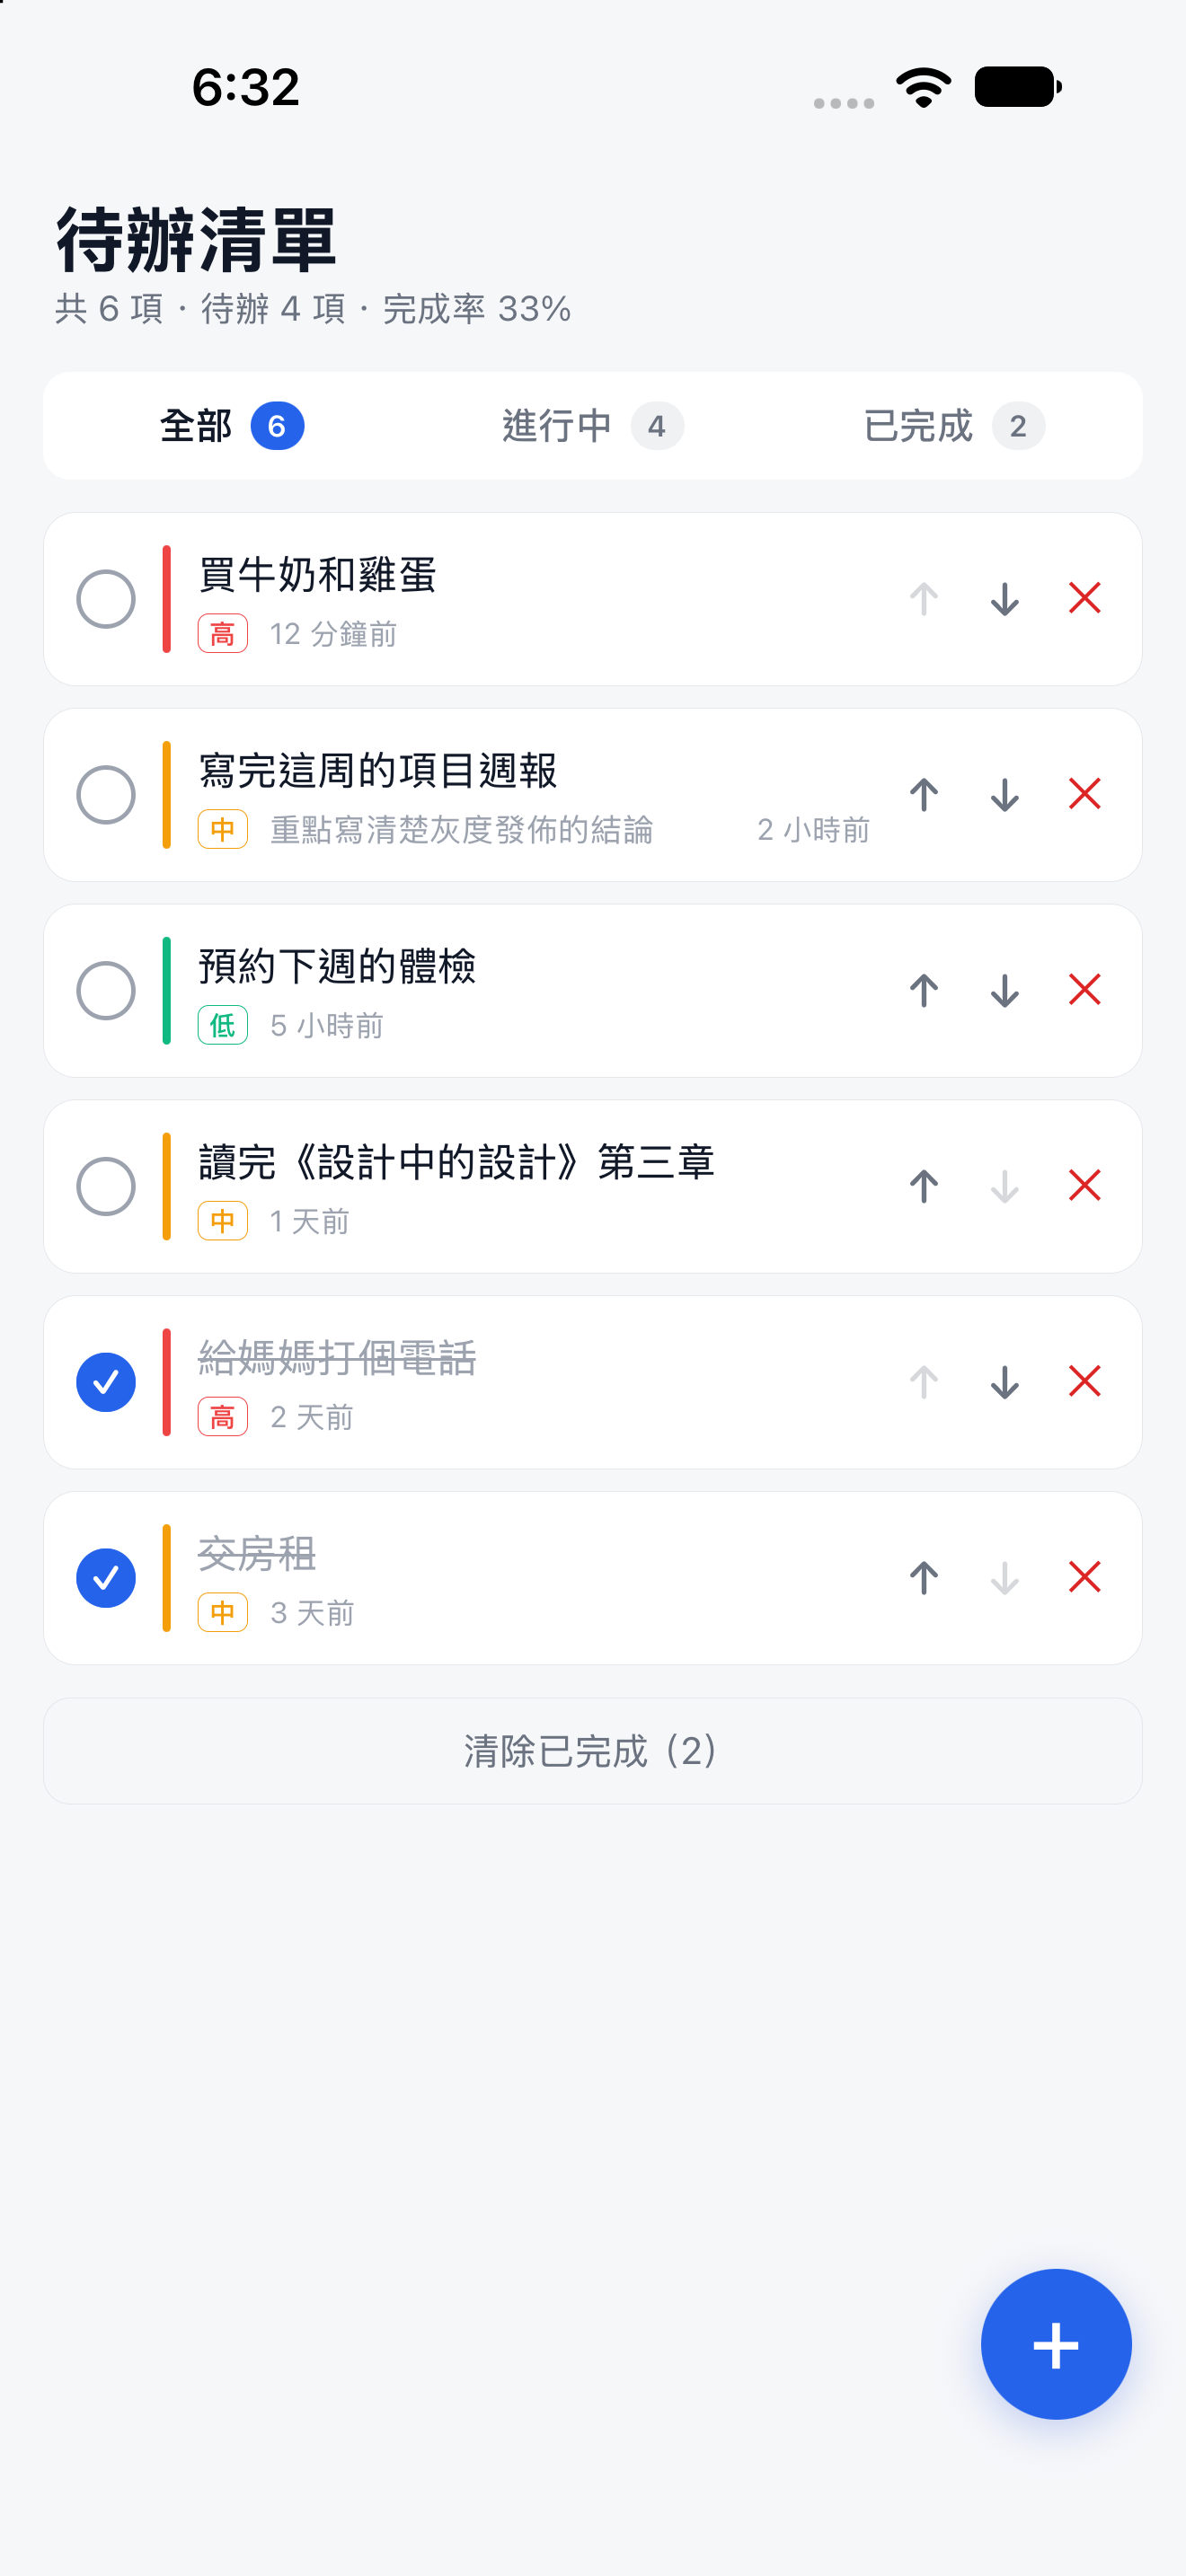 6:32
待辦清單
共 6 項 · 待辦 4 項 · 完成率 33%
全部 6 進行中 4 已完成 2
買牛奶和雞蛋
高 12 分鐘前
寫完這周的項目週報
中 重點寫清楚灰度發佈的結論 2 小時前
預約下週的體檢
低 5 小時前
讀完《設計中的設計》第三章
中 1 天前
給媽媽打個電話
高 2 天前
交房租
中 3 天前
清除已完成（2）